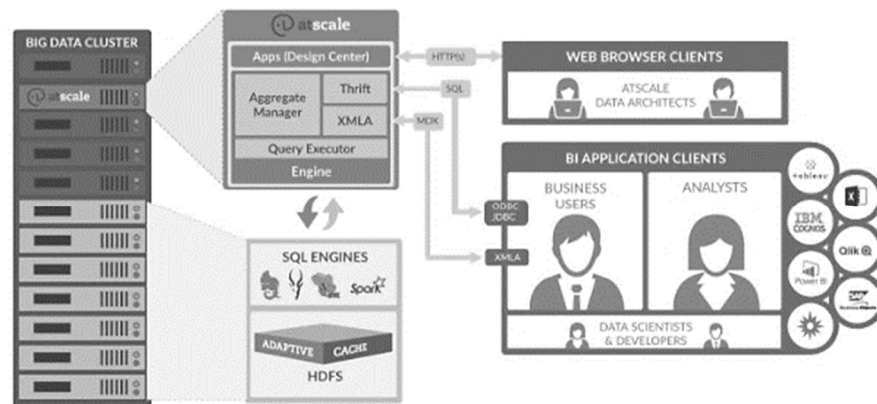 BIG DATA CLUSTER
atscale
atscale
Apps (Design Center)
Aggregate
Manager
Thrift
XMLA
Query Executor
Engine
HTTP(s)
SQL
MDX
WEB BROWSER CLIENTS
ATSCALE
DATA ARCHITECTS
BI APPLICATION CLIENTS
BUSINESS
USERS
ANALYSTS
ODBC
JDBC
XMLA
DATA SCIENTISTS
& DEVELOPERS
tableau
IBM
COGNOS
Qlik
Power BI
SAP
SQL ENGINES
Spark
ADAPTIVE CACHE
HDFS